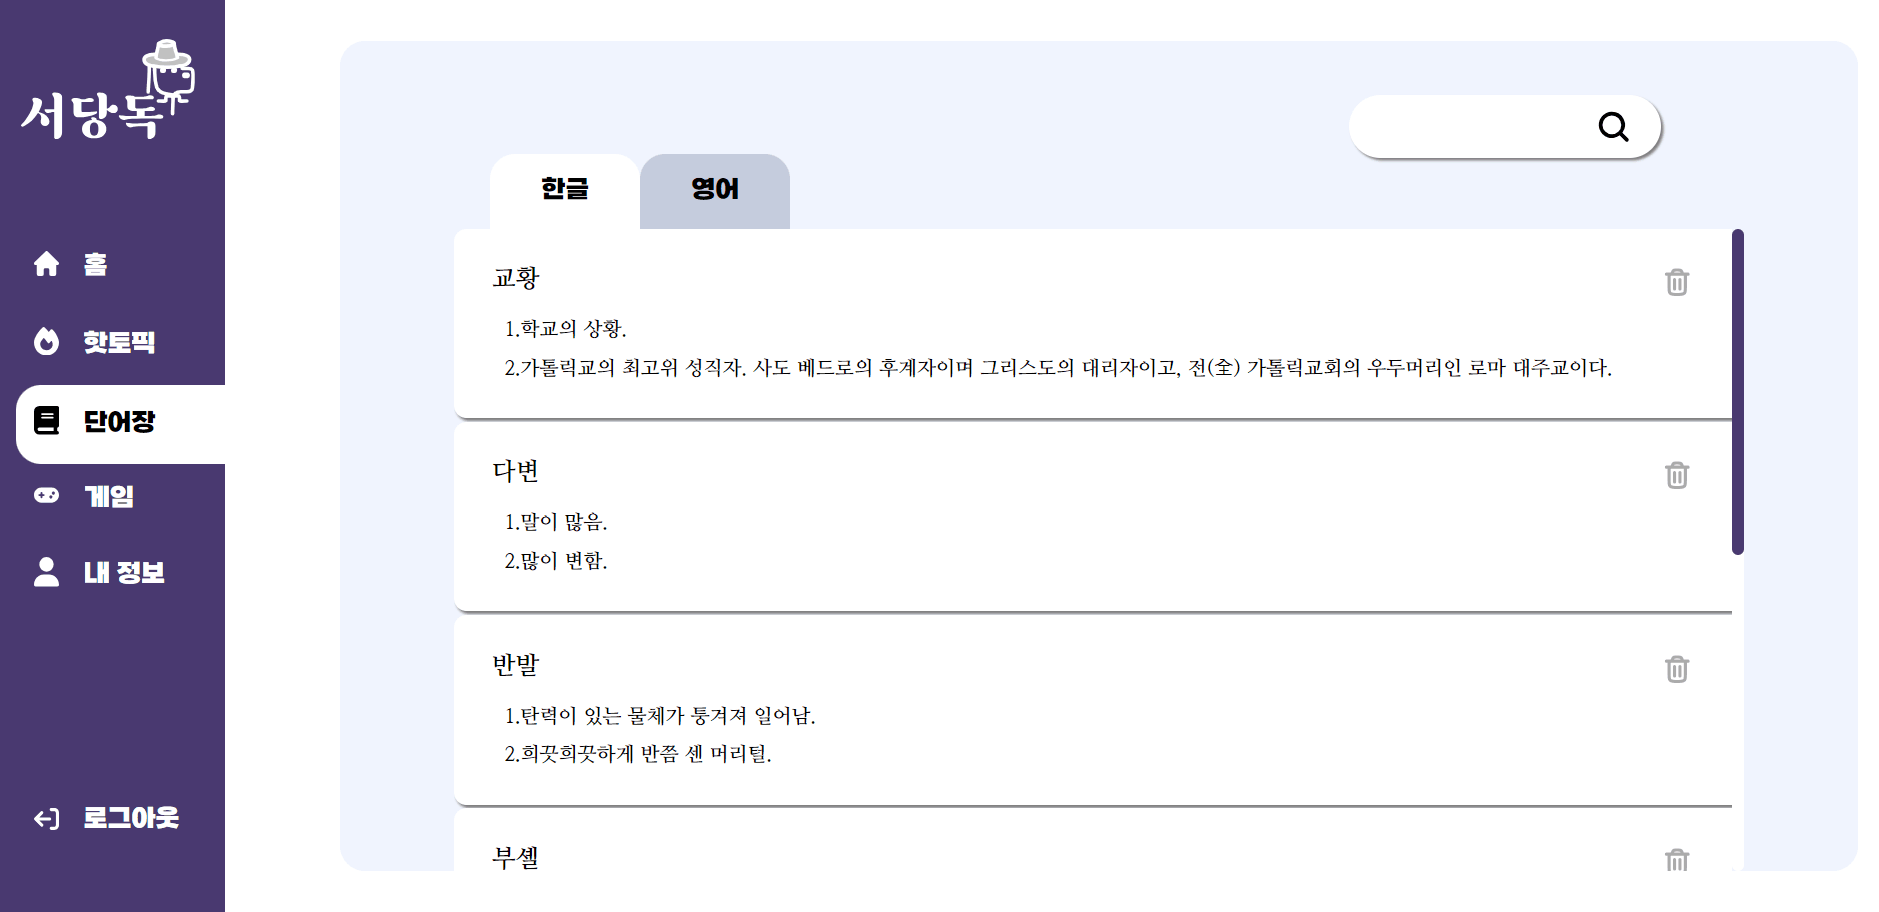 서당독
홈
핫토픽
단어장
게임
내 정보
로그아웃
한글
영어
교황
1.학교의 상황.
2.가톨릭교의 최고위 성직자. 사도 베드로의 후계자이며 그리스도의 대리자이고, 전(全) 가톨릭교회의 우두머리인 로마 대주교이다.
다변
1.말이 많음.
2.많이 변함.
반발
1.탄력이 있는 물체가 퉁겨져 일어남.
2.희끗희끗하게 반쯤 센 머리털.
부셸